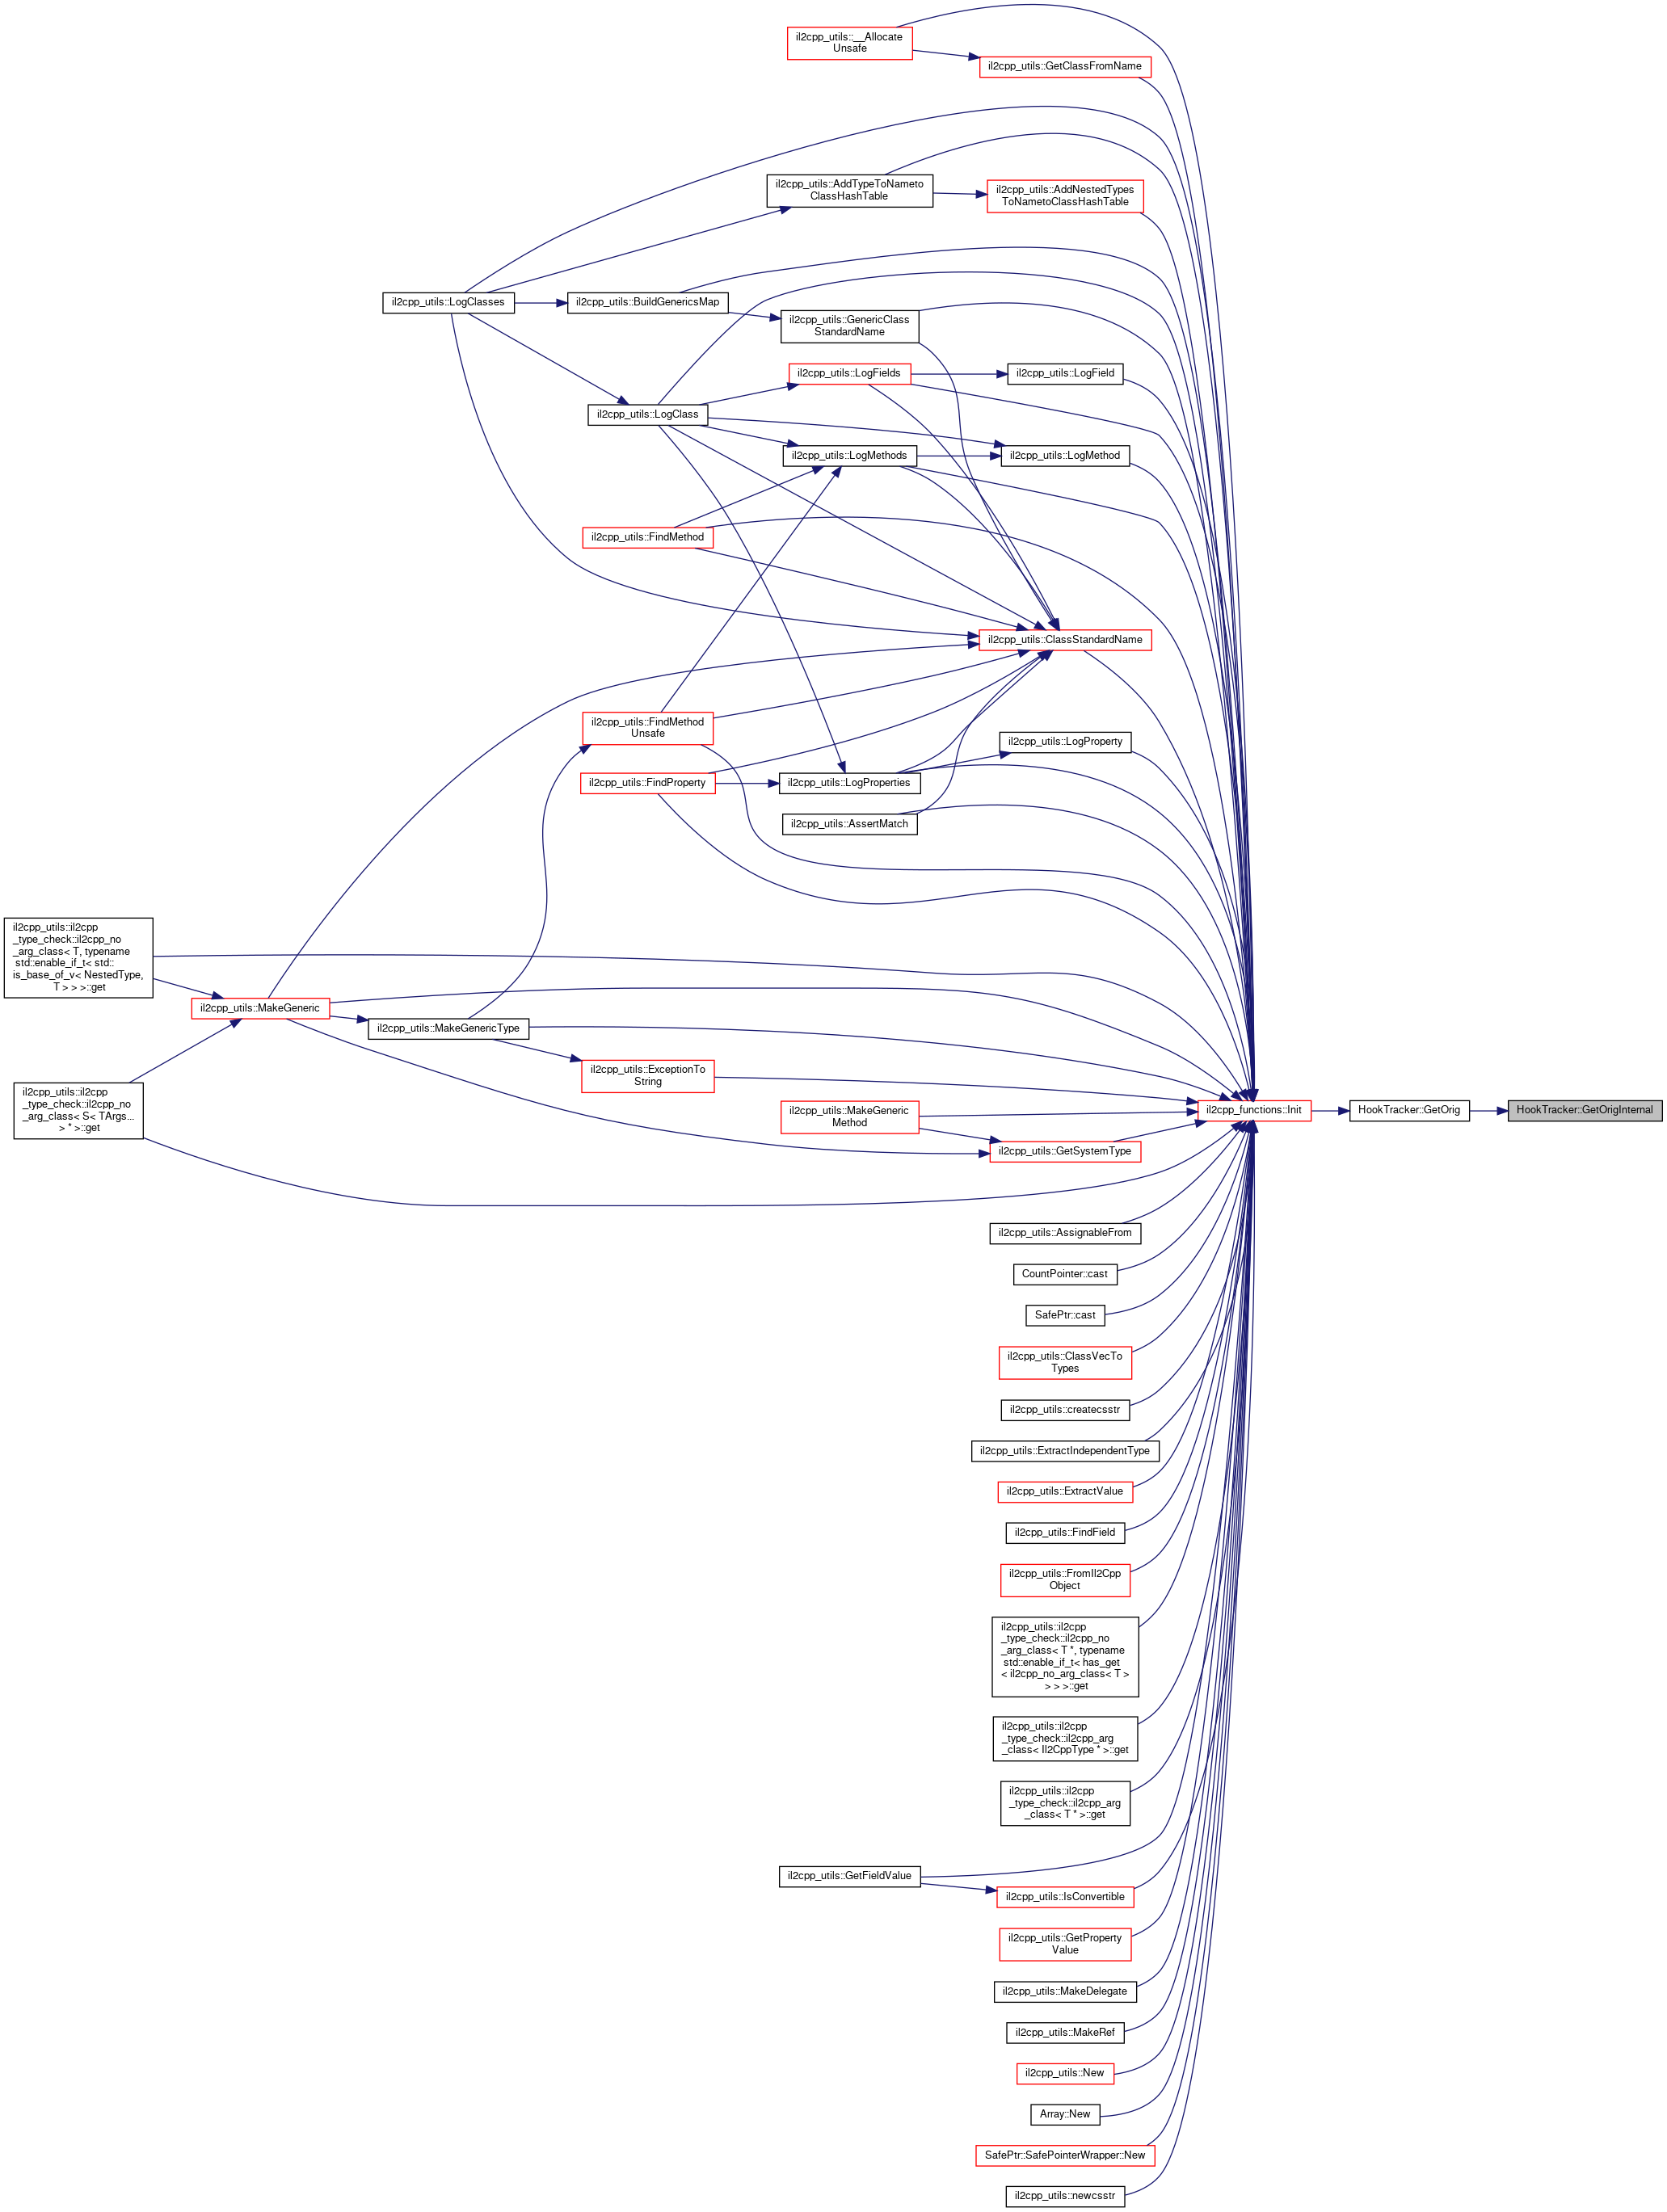 il2cpp_utils::__Allocate
Unsafe
il2cpp_utils::GetClassFromName
il2cpp_utils::AddTypeToNameto
ClassHashTable
il2cpp_utils::AddNestedTypes
ToNametoClassHashTable
il2cpp_utils::LogClasses
il2cpp_utils::BuildGenericsMap
il2cpp_utils::GenericClass
StandardName
il2cpp_utils::LogFields
il2cpp_utils::LogField
il2cpp_utils::LogClass
il2cpp_utils::LogMethods
il2cpp_utils::LogMethod
il2cpp_utils::FindMethod
il2cpp_utils::ClassStandardName
il2cpp_utils::FindMethod
Unsafe
il2cpp_utils::LogProperty
il2cpp_utils::FindProperty
il2cpp_utils::LogProperties
il2cpp_utils::AssertMatch
il2cpp_utils::il2cpp
_type_check::il2cpp_no
_arg_class< T, typename
std::enable_if_t< std::
is_base_of_v< NestedType,
T > > >::get
il2cpp_utils::MakeGeneric
il2cpp_utils::MakeGenericType
il2cpp_utils::ExceptionTo
String
il2cpp_utils::il2cpp
_type_check::il2cpp_no
_arg_class< S< TArgs...
> * >::get
il2cpp_utils::MakeGeneric
Method
il2cpp_functions::Init
HookTracker::GetOrig
HookTracker::GetOrigInternal
il2cpp_utils::GetSystemType
il2cpp_utils::AssignableFrom
CountPointer::cast
SafePtr::cast
il2cpp_utils::ClassVecTo
Types
il2cpp_utils::createcsstr
il2cpp_utils::ExtractIndependentType
il2cpp_utils::ExtractValue
il2cpp_utils::FindField
il2cpp_utils::FromIl2Cpp
Object
il2cpp_utils::il2cpp
_type_check::il2cpp_no
_arg_class< T *, typename
std::enable_if_t< has_get
< il2cpp_no_arg_class< T >
> > >::get
il2cpp_utils::il2cpp
_type_check::il2cpp_arg
_class< Il2CppType * >::get
il2cpp_utils::il2cpp
_type_check::il2cpp_arg
_class< T * >::get
il2cpp_utils::GetFieldValue
il2cpp_utils::IsConvertible
il2cpp_utils::GetProperty
Value
il2cpp_utils::MakeDelegate
il2cpp_utils::MakeRef
il2cpp_utils::New
Array::New
SafePtr::SafePointerWrapper::New
il2cpp_utils::newcsstr